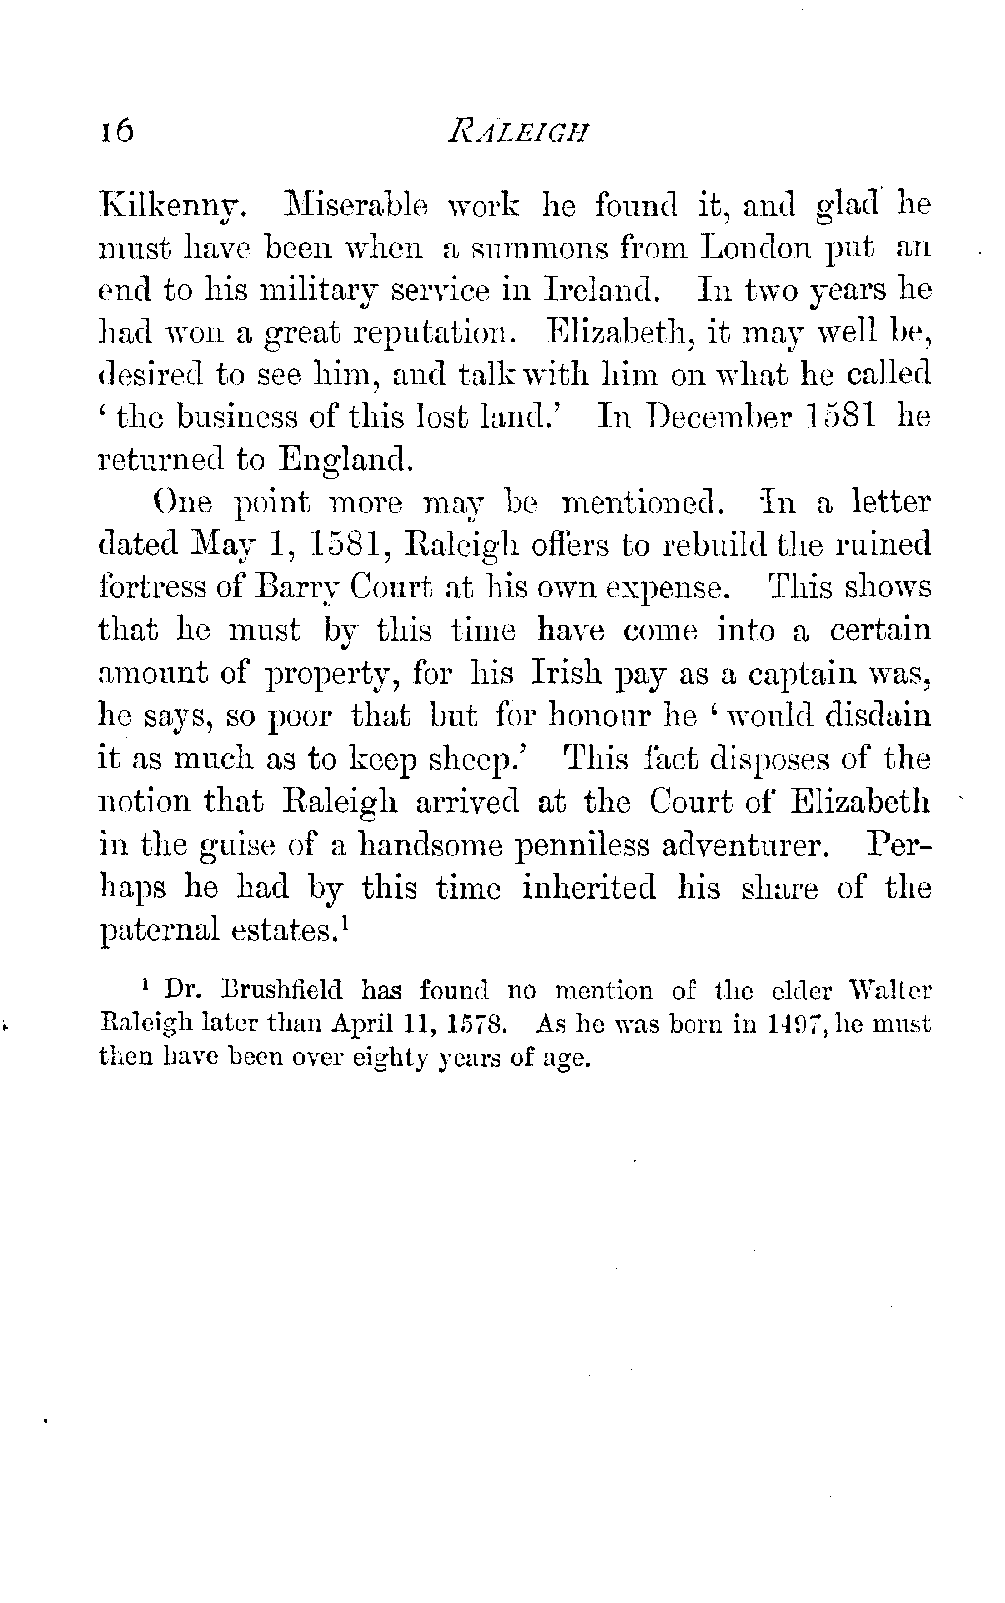 16 RALEIGH
Kilkenny. Miserable work he found it, and glad he
must have been when a summons from London put an
end to his military service in Ireland. In two years he
had won a great reputation. Elizabeth, it may well be,
desired to see him, and talk with him on what he called
‘ the business of this lost land.’ In December 1581 he
returned to England.
One point more may be mentioned. In a letter
dated May 1, 1581, Raleigh offers to rebuild the ruined
fortress of Barry Court at his own expense. This shows
that he must by this time have come into a certain
amount of property, for his Irish pay as a captain was,
he says, so poor that but for honour he ‘ would disdain
it as much as to keep sheep.’ This fact disposes of the
notion that Raleigh arrived at the Court of Elizabeth
in the guise of a handsome penniless adventurer. Per-
haps he had by this time inherited his share of the
paternal estates.¹
¹ Dr. Brushfield has found no mention of the elder Walter
Raleigh later than April 11, 1578. As he was born in 1497, he must
then have been over eighty years of age.